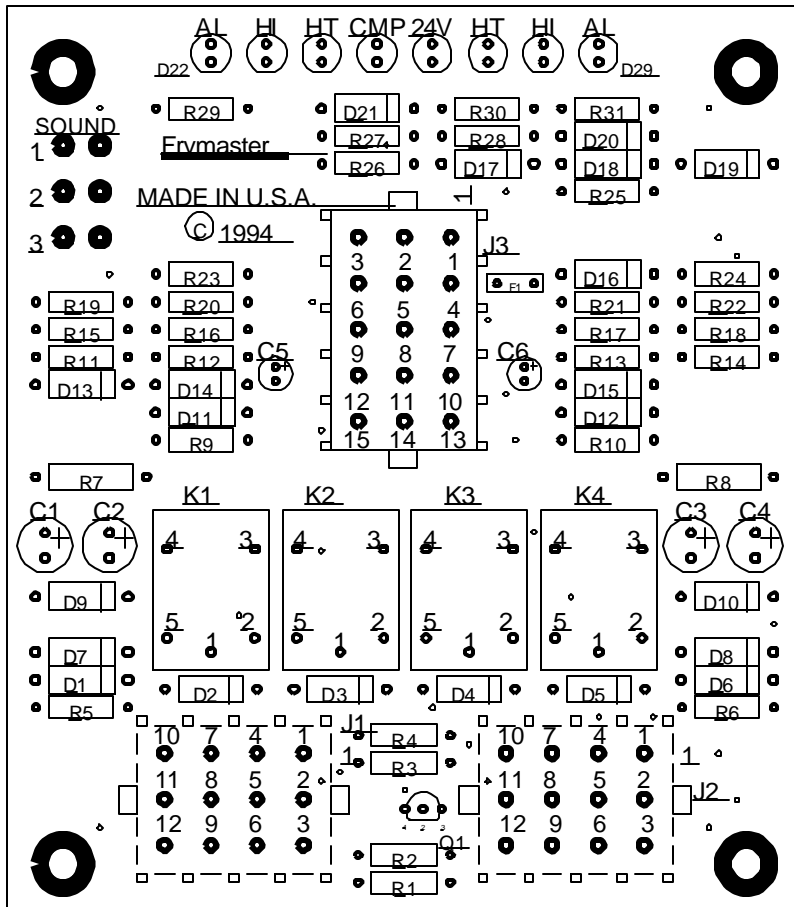 AL HI HT CMP 24V HT HI AL
D22 D29
R29 D21 R30 R31
SOUND R27 R28 D20
1 Frymaster R26 D17 D18 D19
2 MADE IN U.S.A. 1 R25
3 C 1994 J3
3 2 1
R23 F1 D16 R24
R19 R20 6 5 4 R21 R22
R15 R16 R17 R18
R11 R12 C5 9 8 7 C6 R13 R14
D13 D14 D15
D11 12 11 10 D12
R9 15 14 13 R10
R7 R8
K1 K2 K3 K4
C1 C2 C3 C4
4 3 4 3 4 3 4 3
D9 D10
5 2 5 2 5 2 5 2
1 1 1 1
D7 D8
D1 D2 D3 D4 D5 D6
R5 R6
J1
10 7 4 1 R4 10 7 4 1
1 R3 1
11 8 5 2 11 8 5 2 J2
12 9 6 3 12 9 6 3
Q1
R2
R1